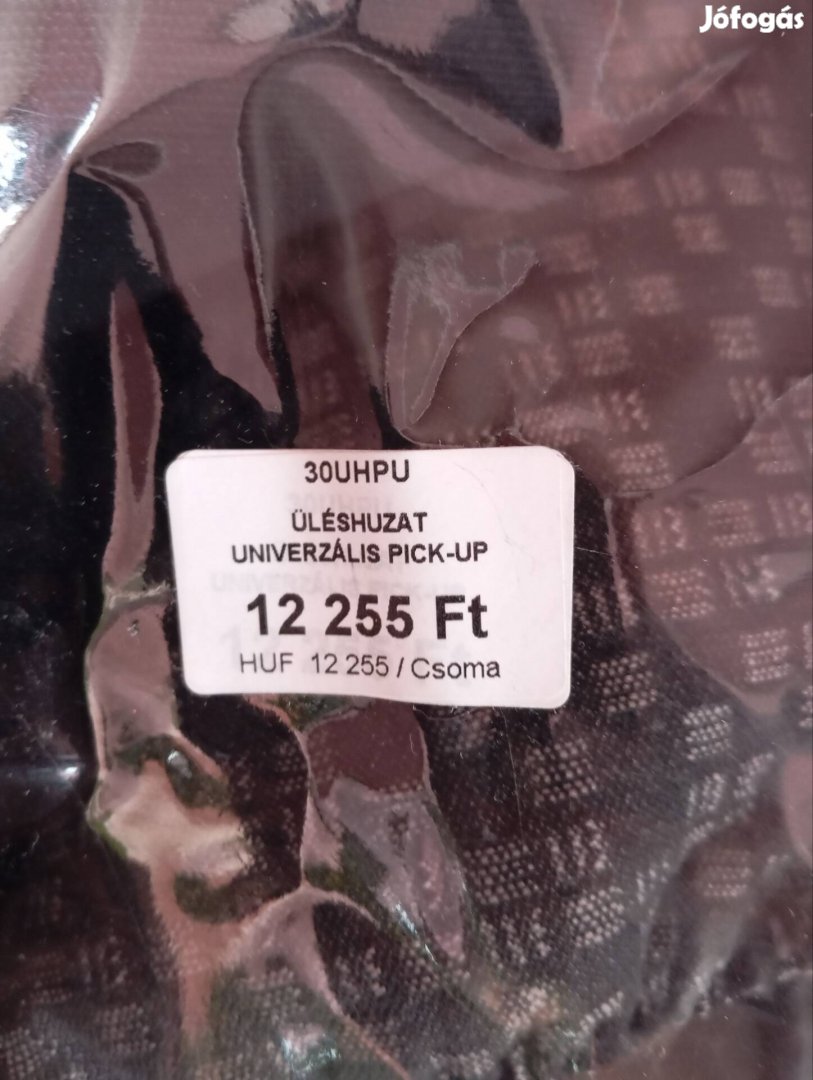 Jófogás
30UHPU
ÜLÉSHUZAT
UNIVERZÁLIS PICK-UP
12 255 Ft
HUF 12 255 / Csoma